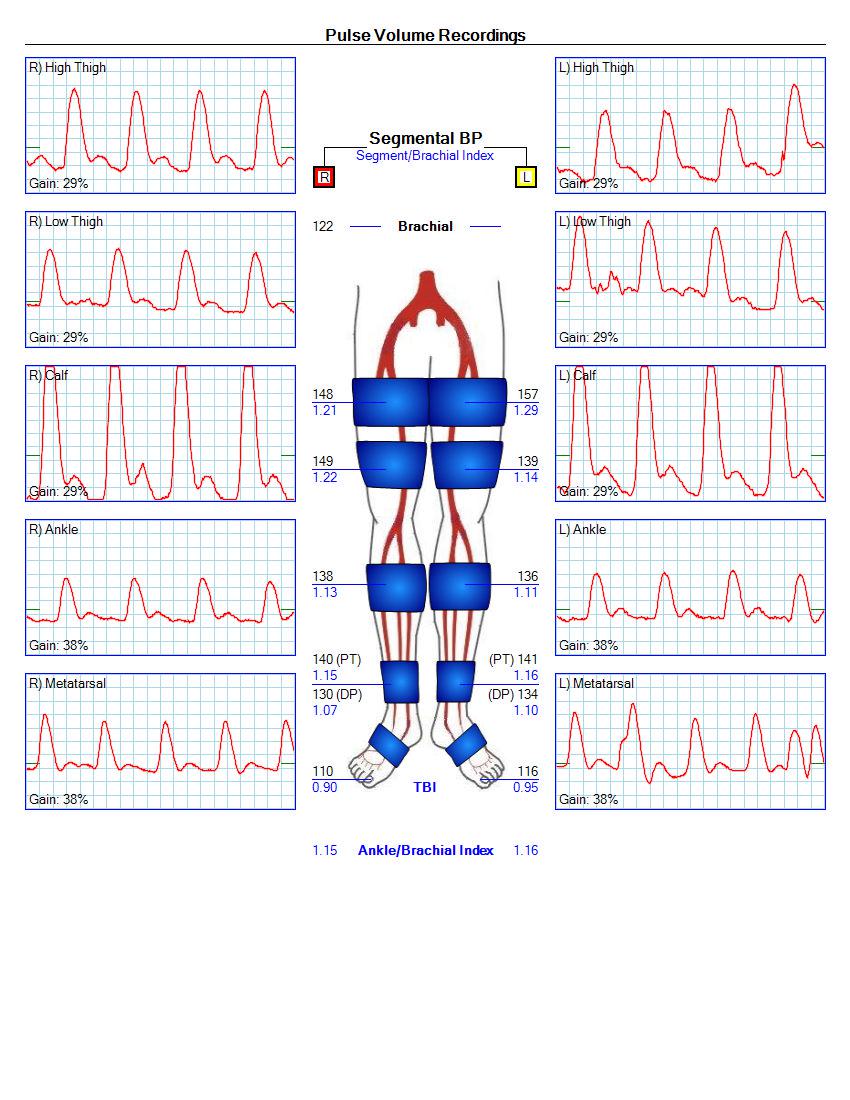 Pulse Volume Recordings
R) High Thigh
Gain: 29%
R) Low Thigh
Gain: 29%
R) Calf
Gain: 29%
R) Ankle
Gain: 38%
R) Metatarsal
Gain: 38%
Segmental BP
Segment/Brachial Index
R
L
122
Brachial
148
1.21
157
1.29
149
1.22
139
1.14
138
1.13
136
1.11
140 (PT)
1.15
130 (DP)
1.07
(PT) 141
1.16
(DP) 134
1.10
110
0.90
TBI
116
0.95
1.15 Ankle/Brachial Index 1.16
L) High Thigh
Gain: 29%
L) Low Thigh
Gain: 29%
L) Calf
Gain: 29%
L) Ankle
Gain: 38%
L) Metatarsal
Gain: 38%